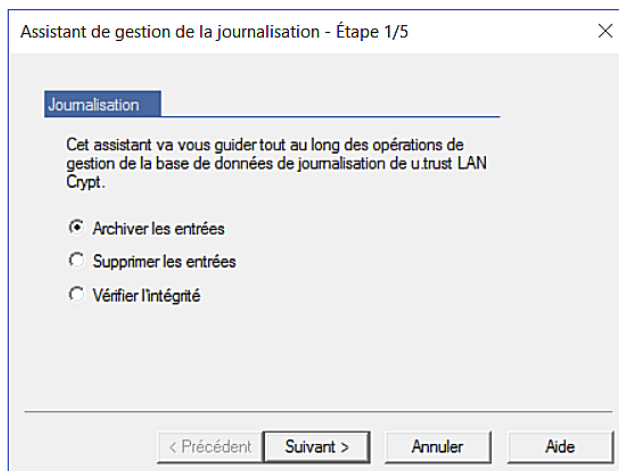 Assistant de gestion de la journalisation - Étape 1/5
Journalisation
Cet assistant va vous guider tout au long des opérations de
gestion de la base de données de journalisation de u.trust LAN
Crypt.
Archiver les entrées
Supprimer les entrées
Vérifier l'intégrité
< Précédent Suivant > Annuler Aide